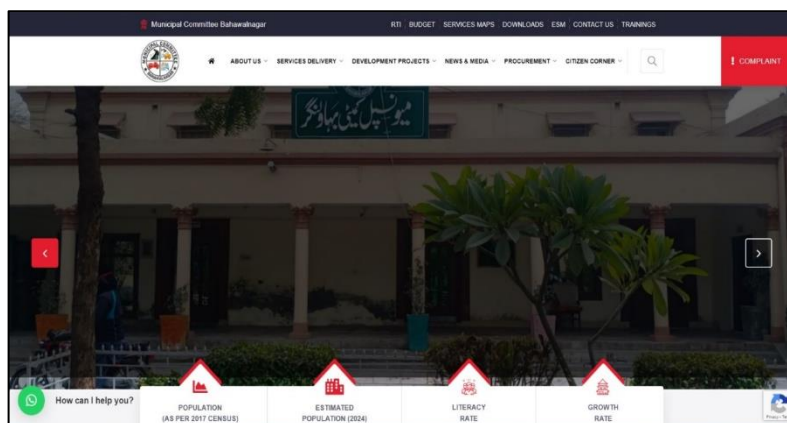 Municipal Committee Bahawalnagar
RTI BUDGET SERVICES MAPS DOWNLOADS ESM CONTACT US TRAININGS
ABOUT US SERVICES DELIVERY DEVELOPMENT PROJECTS NEWS & MEDIA PROCUREMENT CITIZEN CORNER
! COMPLAINT
میونسپل کمیٹی بہاولنگر
How can I help you?
POPULATION
(AS PER 2017 CENSUS)
ESTIMATED
POPULATION (2024)
LITERACY
RATE
GROWTH
RATE